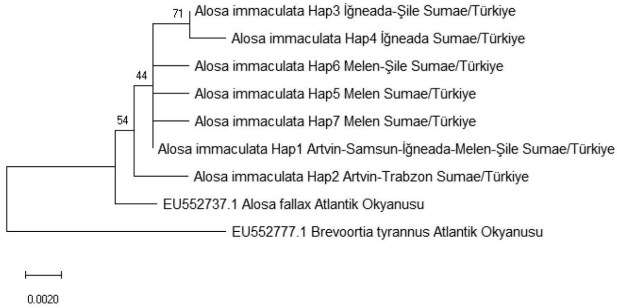 71
Alosa immaculata Hap3 İğneada-Şile Sumae/Türkiye
Alosa immaculata Hap4 İğneada Sumae/Türkiye
44
Alosa immaculata Hap6 Melen-Şile Sumae/Türkiye
Alosa immaculata Hap5 Melen Sumae/Türkiye
54
Alosa immaculata Hap7 Melen Sumae/Türkiye
Alosa immaculata Hap1 Artvin-Samsun-İğneada-Melen-Şile Sumae/Türkiye
Alosa immaculata Hap2 Artvin-Trabzon Sumae/Türkiye
EU552737.1 Alosa fallax Atlantik Okyanusu
EU552777.1 Brevoortia tyrannus Atlantik Okyanusu
0.0020